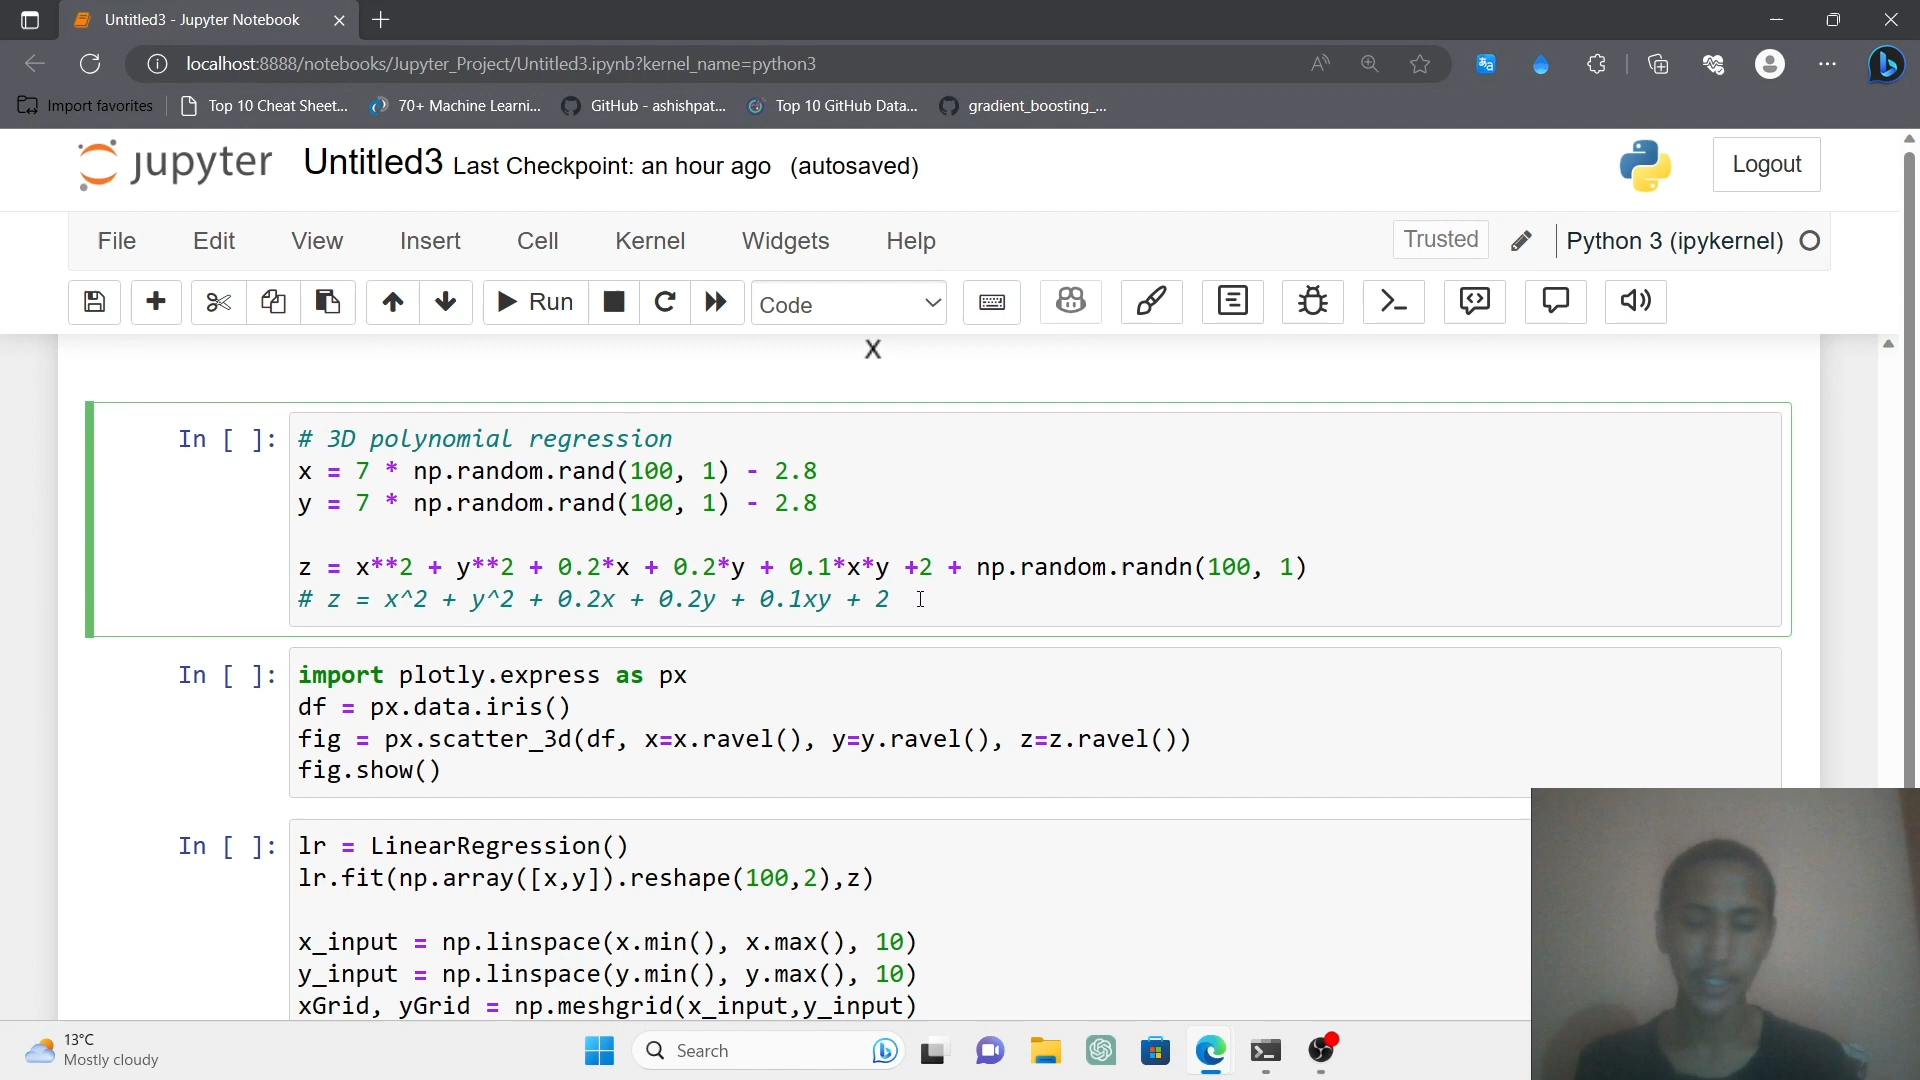 Untitled3 - Jupyter Notebook
localhost:8888/notebooks/Jupyter_Project/Untitled3.ipynb?kernel_name=python3
Import favorites
Top 10 Cheat Sheet...
70+ Machine Learni...
GitHub - ashishpat...
Top 10 GitHub Data...
gradient_boosting_...
jupyter Untitled3 Last Checkpoint: an hour ago (autosaved)
Logout
File Edit View Insert Cell Kernel Widgets Help
Trusted
Python 3 (ipykernel)
Run
Code
X
In [ ]:
# 3D polynomial regression
x = 7 * np.random.rand(100, 1) - 2.8
y = 7 * np.random.rand(100, 1) - 2.8
z = x**2 + y**2 + 0.2*x + 0.2*y + 0.1*x*y +2 + np.random.randn(100, 1)
# z = x^2 + y^2 + 0.2x + 0.2y + 0.1xy + 2
In [ ]:
import plotly.express as px
df = px.data.iris()
fig = px.scatter_3d(df, x=x.ravel(), y=y.ravel(), z=z.ravel())
fig.show()
In [ ]:
lr = LinearRegression()
lr.fit(np.array([x,y]).reshape(100,2),z)
x_input = np.linspace(x.min(), x.max(), 10)
y_input = np.linspace(y.min(), y.max(), 10)
xGrid, yGrid = np.meshgrid(x_input,y_input)
13°C
Mostly cloudy
Search